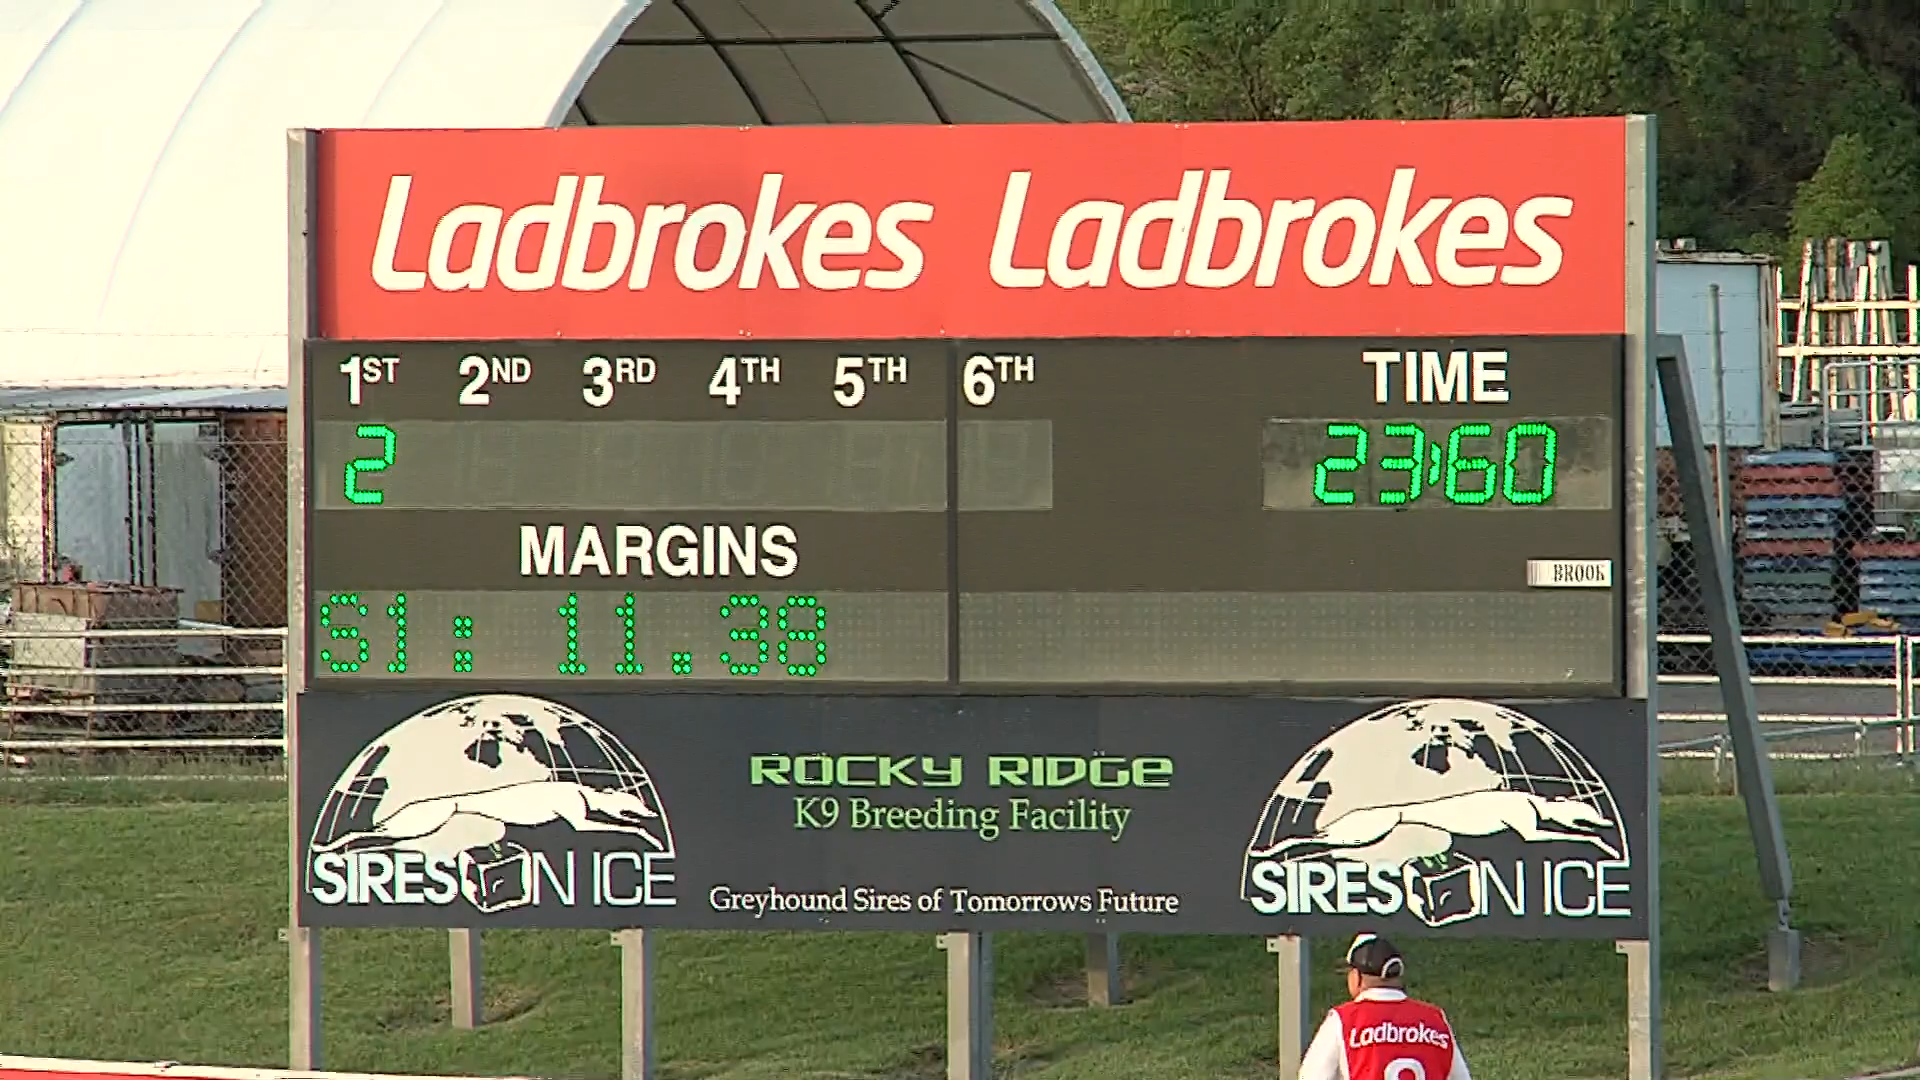 Ladbrokes Ladbrokes
1ST 2ND 3RD 4TH 5TH 6TH TIME
2 23:60
MARGINS
BROOK
S1: 11.38
ROCKY RIDGE
K9 Breeding Facility
SIRES ON ICE SIRES ON ICE
Greyhound Sires of Tomorrows Future
Ladbrokes